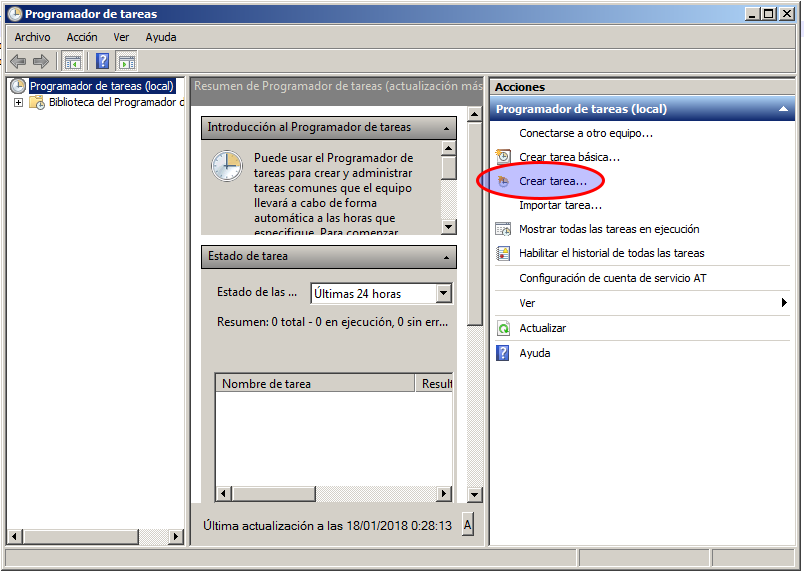 Programador de tareas
Archivo Acción Ver Ayuda
Programador de tareas (local)
Biblioteca del Programador d
Resumen de Programador de tareas (actualización más
Introducción al Programador de tareas
Puede usar el Programador de
tareas para crear y administrar
tareas comunes que el equipo
llevará a cabo de forma
automática a las horas que
especifique. Para comenzar,
Estado de tarea
Estado de las ... Últimas 24 horas
Resumen: 0 total - 0 en ejecución, 0 sin err...
Nombre de tarea Result
Última actualización a las 18/01/2018 0:28:13 A
Acciones
Programador de tareas (local)
Conectarse a otro equipo...
Crear tarea básica...
Crear tarea...
Importar tarea...
Mostrar todas las tareas en ejecución
Habilitar el historial de todas las tareas
Configuración de cuenta de servicio AT
Ver
Actualizar
Ayuda